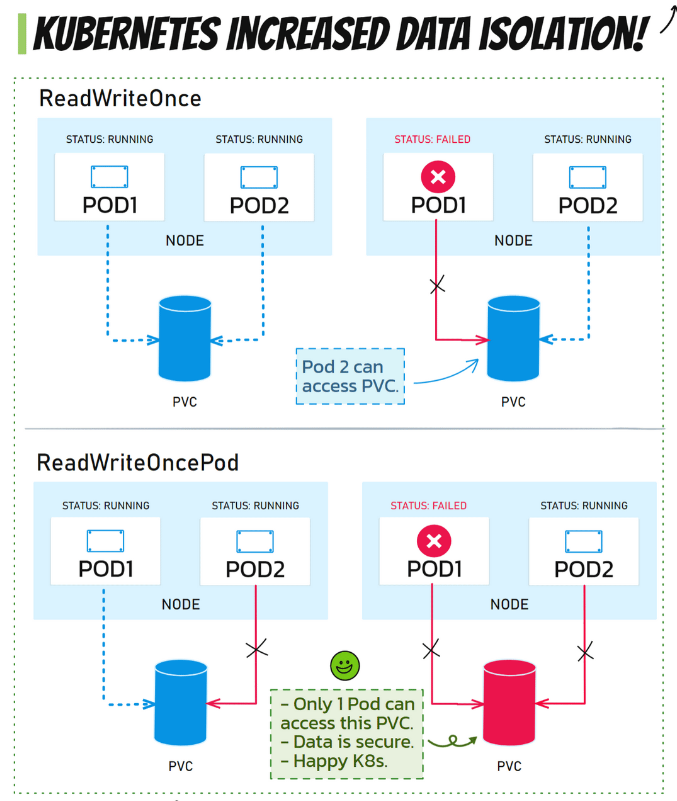 KUBERNETES INCREASED DATA ISOLATION!
ReadWriteOnce
STATUS: RUNNING
STATUS: RUNNING
POD1
POD2
NODE
PVC
STATUS: FAILED
STATUS: RUNNING
POD1
POD2
NODE
Pod 2 can
access PVC.
PVC
ReadWriteOncePod
STATUS: RUNNING
STATUS: RUNNING
POD1
POD2
NODE
PVC
STATUS: FAILED
STATUS: RUNNING
POD1
POD2
NODE
- Only 1 Pod can
access this PVC.
- Data is secure.
- Happy K8s.
PVC